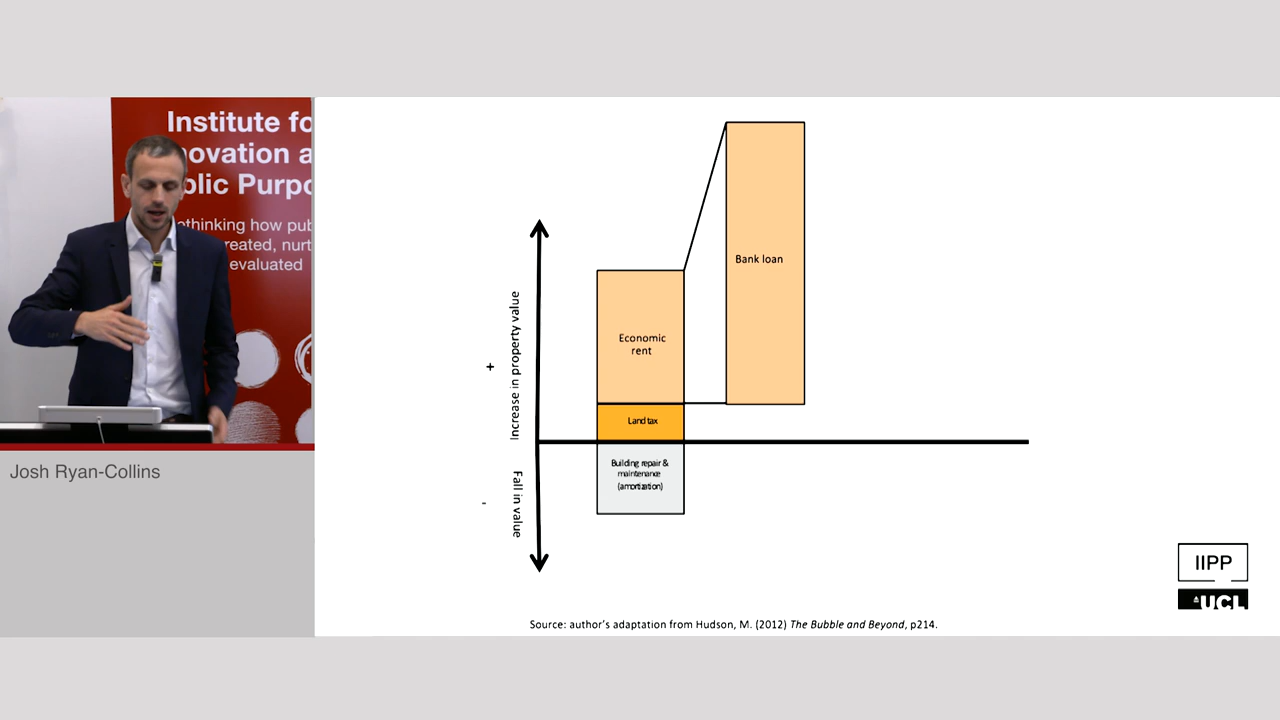 Institute fo
novation a
blic Purpo
ethinking how pub
reated, nurt
evaluated
Josh Ryan-Collins
Bank loan
Economic
rent
Land tax
Building repair &
maintenance
(amortization)
+
Increase in property value
-
Fall in value
IIPP
UCL
Source: author's adaptation from Hudson, M. (2012) The Bubble and Beyond, p214.